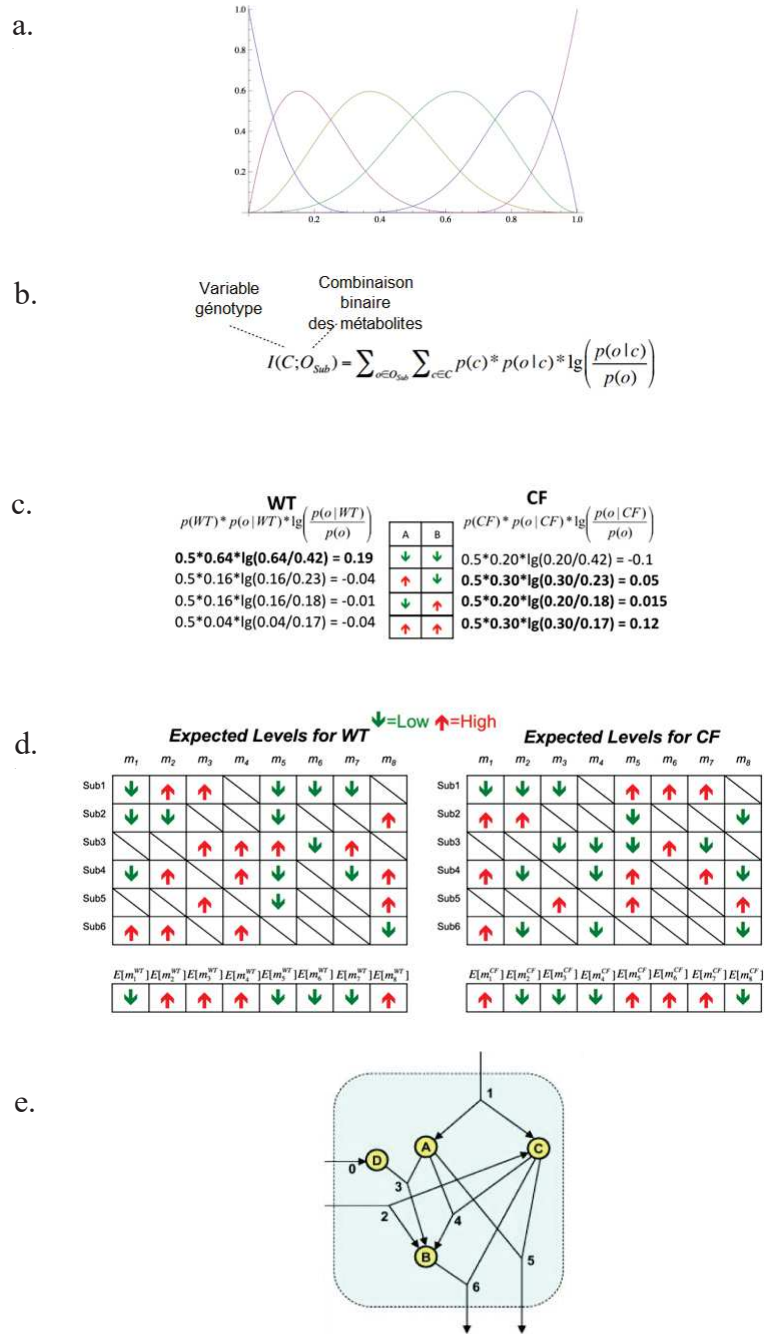 a.
1.0
0.8
0.6
0.4
0.2
0.2 0.4 0.6 0.8 1.0
b.
Variable
génotype
Combinaison
binaire
des métabolites
I(C;O_Sub) = ∑_{o∈O_Sub} ∑_{c∈C} p(c) * p(o|c) * lg(p(o|c)/p(o))
c.
WT
p(WT) * p(o|WT) * lg(p(o|WT)/p(o))
0.5*0.64*lg(0.64/0.42) = 0.19
0.5*0.16*lg(0.16/0.23) = -0.04
0.5*0.16*lg(0.16/0.18) = -0.01
0.5*0.04*lg(0.04/0.17) = -0.04
A B
CF
p(CF) * p(o|CF) * lg(p(o|CF)/p(o))
0.5*0.20*lg(0.20/0.42) = -0.1
0.5*0.30*lg(0.30/0.23) = 0.05
0.5*0.20*lg(0.20/0.18) = 0.015
0.5*0.30*lg(0.30/0.17) = 0.12
d.
↓=Low ↑=High
Expected Levels for WT
m1 m2 m3 m4 m5 m6 m7 m8
Sub1
Sub2
Sub3
Sub4
Sub5
Sub6
E[m1^WT] E[m2^WT] E[m3^WT] E[m4^WT] E[m5^WT] E[m6^WT] E[m7^WT] E[m8^WT]
Expected Levels for CF
m1 m2 m3 m4 m5 m6 m7 m8
Sub1
Sub2
Sub3
Sub4
Sub5
Sub6
E[m1^CF] E[m2^CF] E[m3^CF] E[m4^CF] E[m5^CF] E[m6^CF] E[m7^CF] E[m8^CF]
e.
1
A
C
D
0
3
2
4
B
5
6